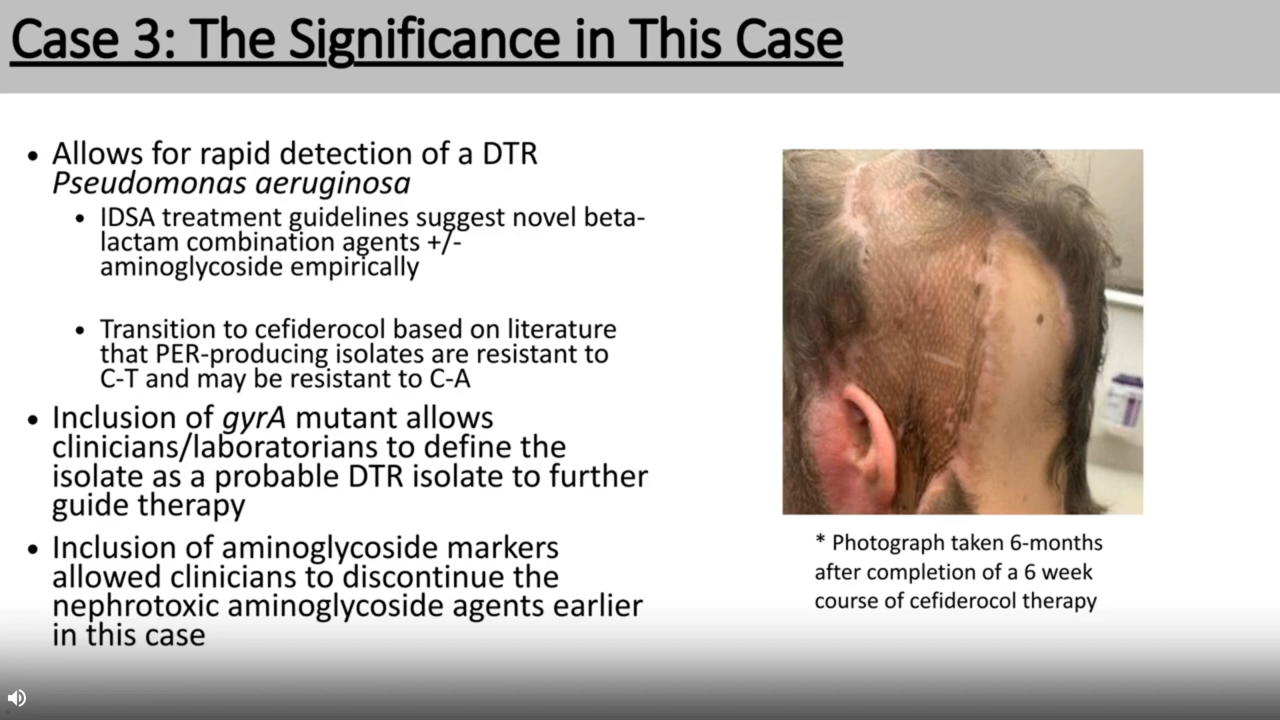 Case 3: The Significance in This Case
• Allows for rapid detection of a DTR
Pseudomonas aeruginosa
• IDSA treatment guidelines suggest novel beta-
lactam combination agents +/-
aminoglycoside empirically
• Transition to cefiderocol based on literature
that PER-producing isolates are resistant to
C-T and may be resistant to C-A
• Inclusion of gyrA mutant allows
clinicians/laboratorians to define the
isolate as a probable DTR isolate to further
guide therapy
• Inclusion of aminoglycoside markers
allowed clinicians to discontinue the
nephrotoxic aminoglycoside agents earlier
in this case
* Photograph taken 6-months
after completion of a 6 week
course of cefiderocol therapy